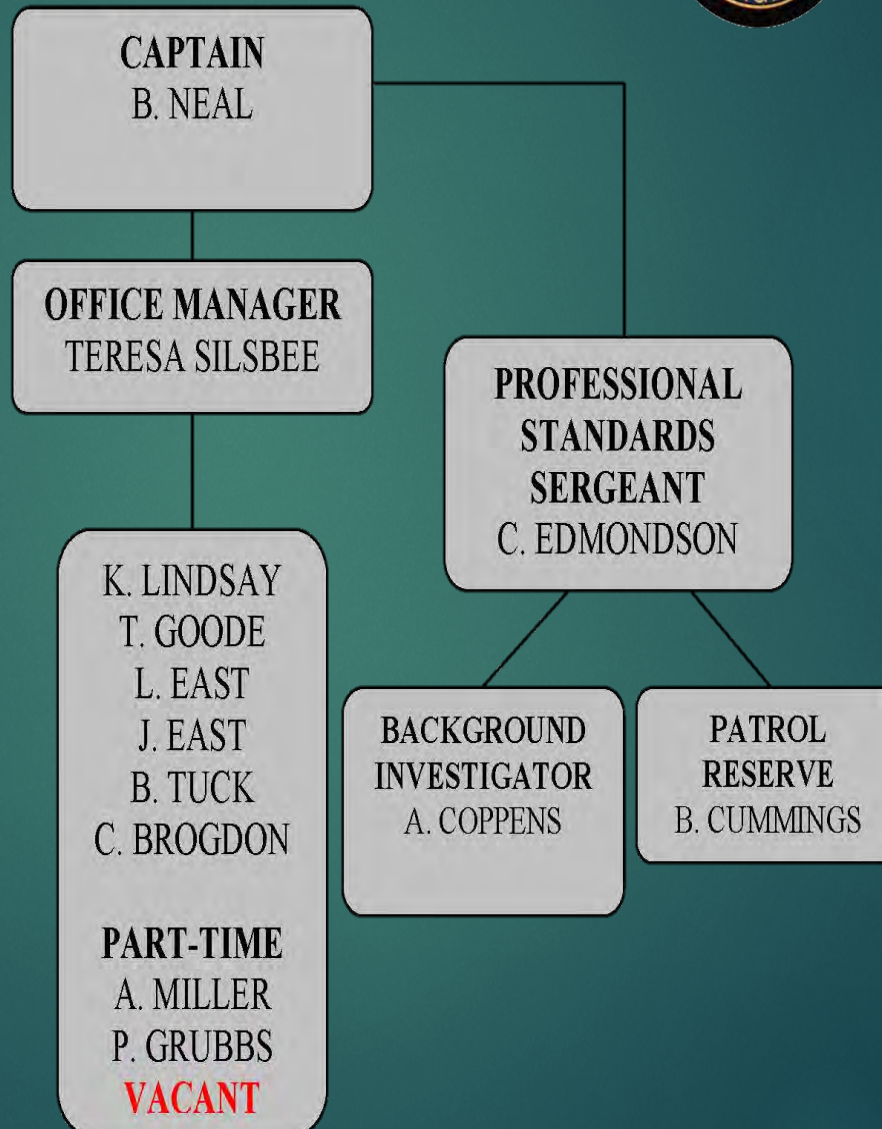 CAPTAIN
B. NEAL
OFFICE MANAGER
TERESA SILSBEE
PROFESSIONAL
STANDARDS
SERGEANT
C. EDMONDSON
K. LINDSAY
T. GOODE
L. EAST
J. EAST
B. TUCK
C. BROGDON
PART-TIME
A. MILLER
P. GRUBBS
VACANT
BACKGROUND
INVESTIGATOR
A. COPPENS
PATROL
RESERVE
B. CUMMINGS